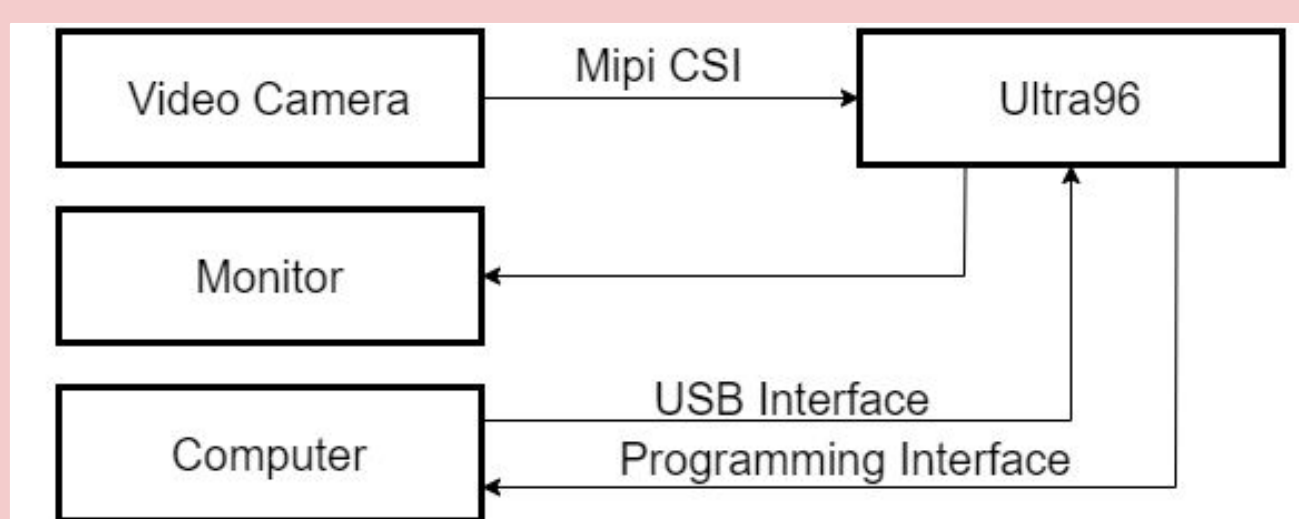 Video Camera
Mipi CSI
Ultra96
Monitor
Computer
USB Interface
Programming Interface